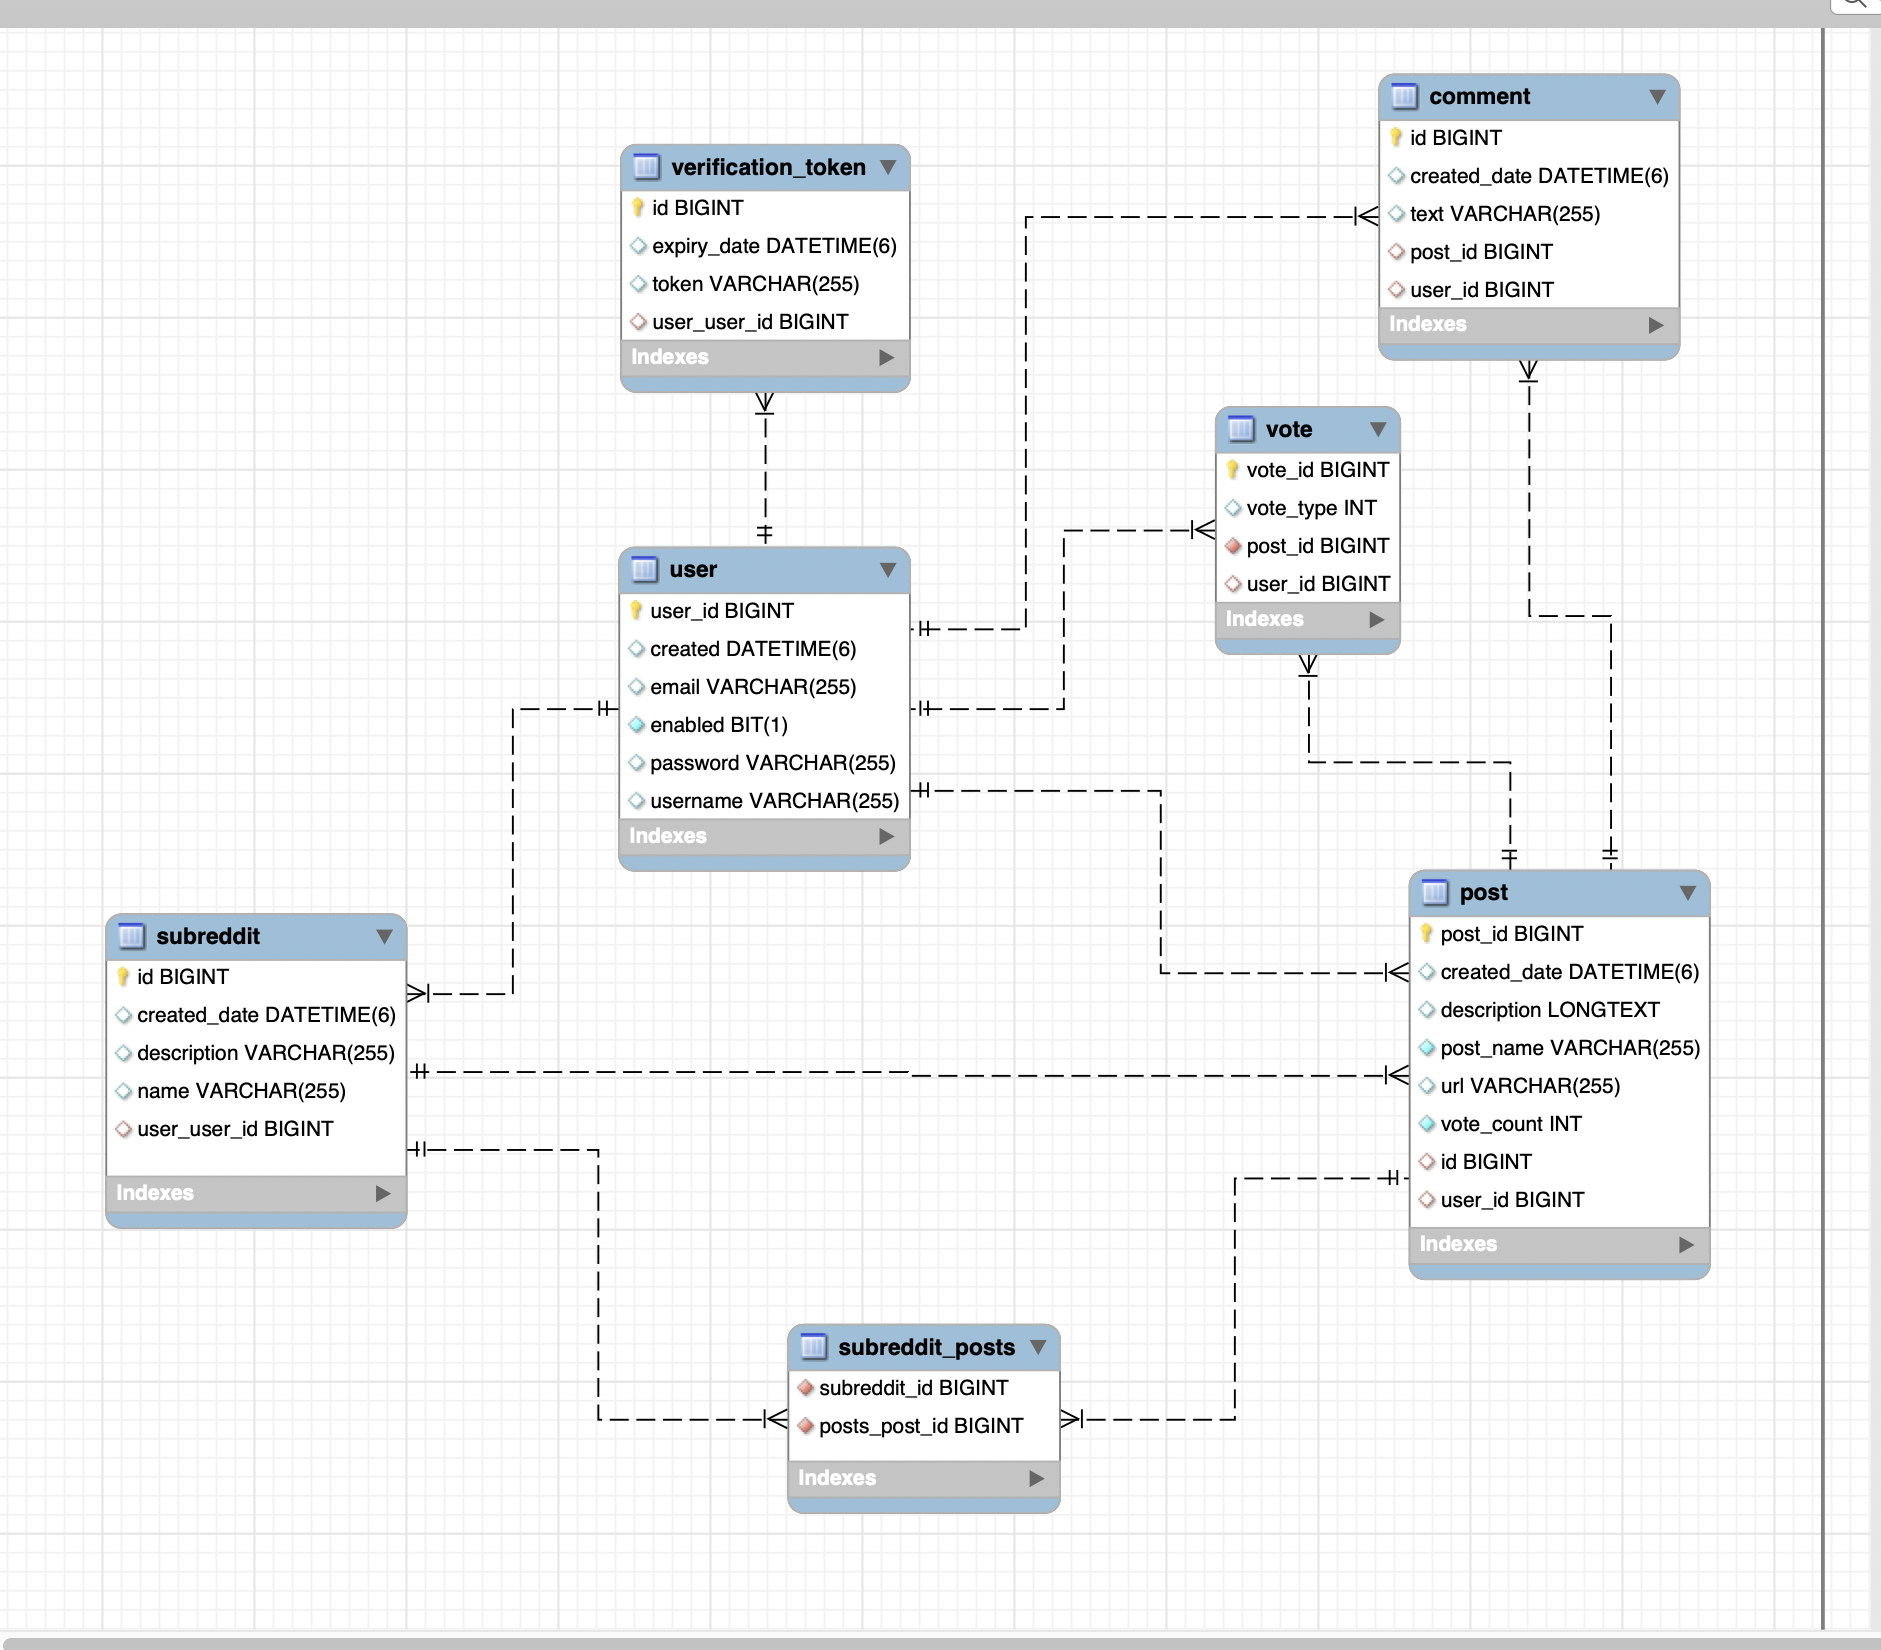 comment
id BIGINT
created_date DATETIME(6)
text VARCHAR(255)
post_id BIGINT
user_id BIGINT
Indexes
verification_token
id BIGINT
expiry_date DATETIME(6)
token VARCHAR(255)
user_user_id BIGINT
Indexes
vote
vote_id BIGINT
vote_type INT
post_id BIGINT
user_id BIGINT
Indexes
user
user_id BIGINT
created DATETIME(6)
email VARCHAR(255)
enabled BIT(1)
password VARCHAR(255)
username VARCHAR(255)
Indexes
post
post_id BIGINT
created_date DATETIME(6)
description LONGTEXT
post_name VARCHAR(255)
url VARCHAR(255)
vote_count INT
id BIGINT
user_id BIGINT
Indexes
subreddit
id BIGINT
created_date DATETIME(6)
description VARCHAR(255)
name VARCHAR(255)
user_user_id BIGINT
Indexes
subreddit_posts
subreddit_id BIGINT
posts_post_id BIGINT
Indexes